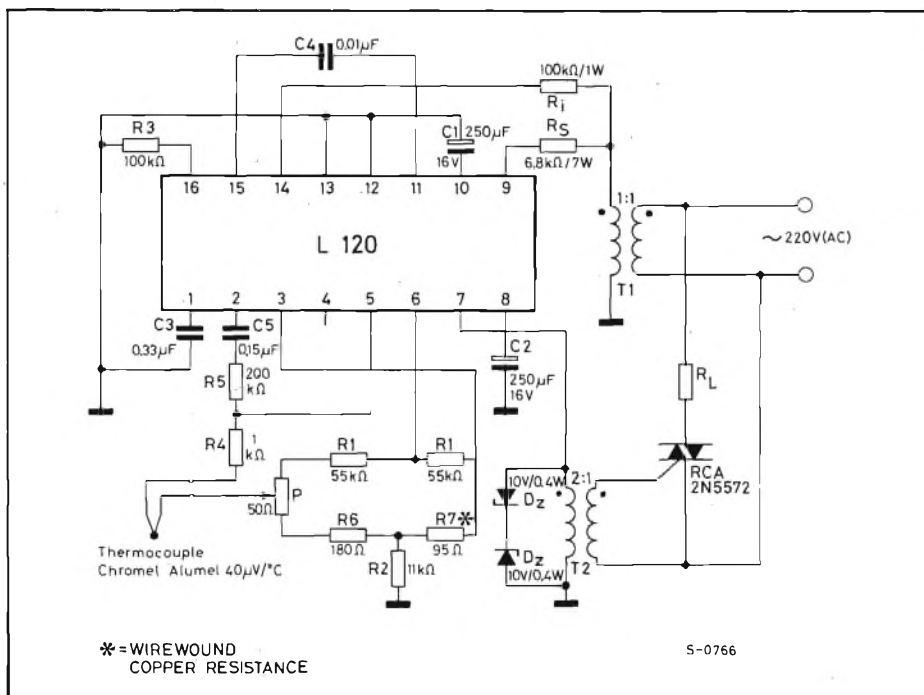 C4
0.01µF
100kΩ/1W
Ri
R3
100kΩ
C1
250µF
16V
RS
6,8kΩ/7W
16 15 14 13 12 11 10 9
L 120
1 2 3 4 5 6 7 8
1:1
T1
~220V(AC)
C3
0.33µF
C5
0,15µF
C2
250µF
16V
R5
200
kΩ
R4
1
kΩ
RL
R1
55kΩ
R1
55kΩ
P
50Ω
R6
180Ω
R7*
95Ω
R2
11kΩ
10V/0.4W
DZ
2:1
DZ
10V/0.4W
T2
RCA
2N5572
Thermocouple
Chromel Alumel 40µV/°C
* = WIREWOUND
COPPER RESISTANCE
S-0766